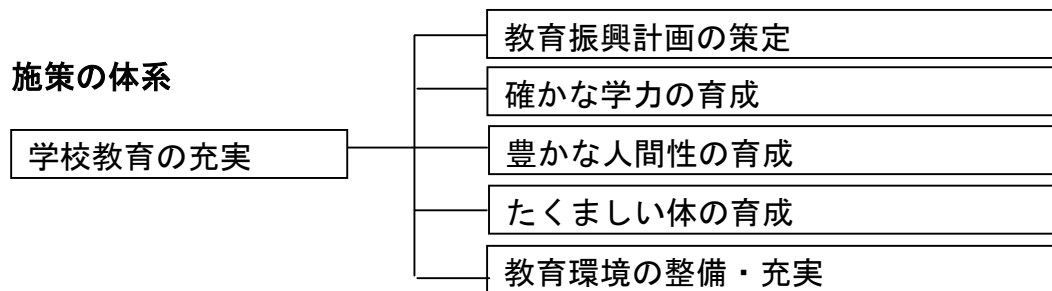 施策の体系
学校教育の充実
教育振興計画の策定
確かな学力の育成
豊かな人間性の育成
たくましい体の育成
教育環境の整備・充実